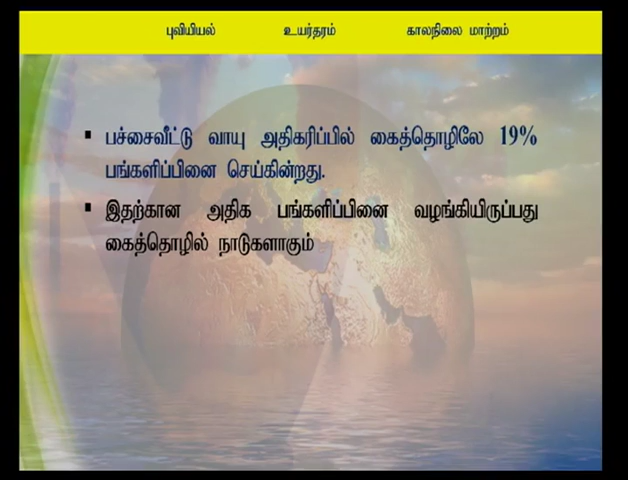 புவியியல் உயர்தரம் காலநிலை மாற்றம்
பச்சைவீட்டு வாயு அதிகரிப்பில் கைத்தொழிலே 19%
பங்களிப்பினை செய்கின்றது.
இதற்கான அதிக பங்களிப்பினை வழங்கியிருப்பது
கைத்தொழில் நாடுகளாகும்